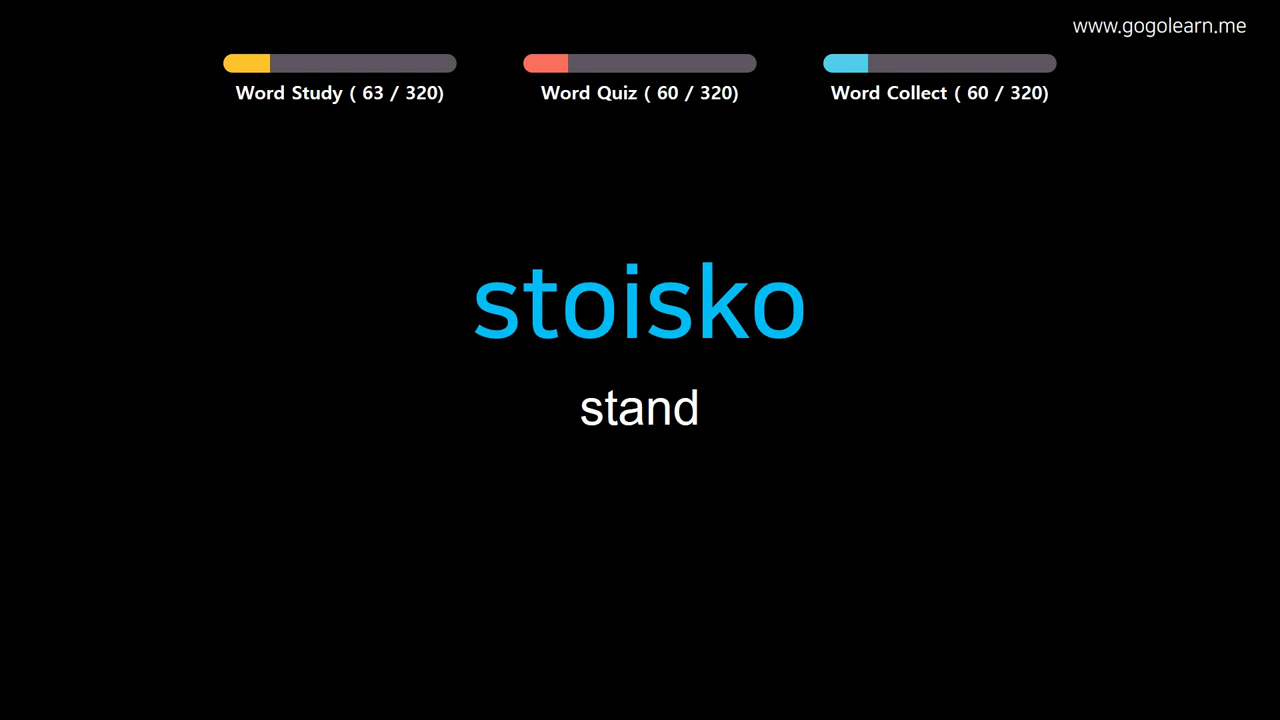 www.gogolearn.me
Word Study ( 63 / 320)
Word Quiz ( 60 / 320)
Word Collect ( 60 / 320)
stoisko
stand